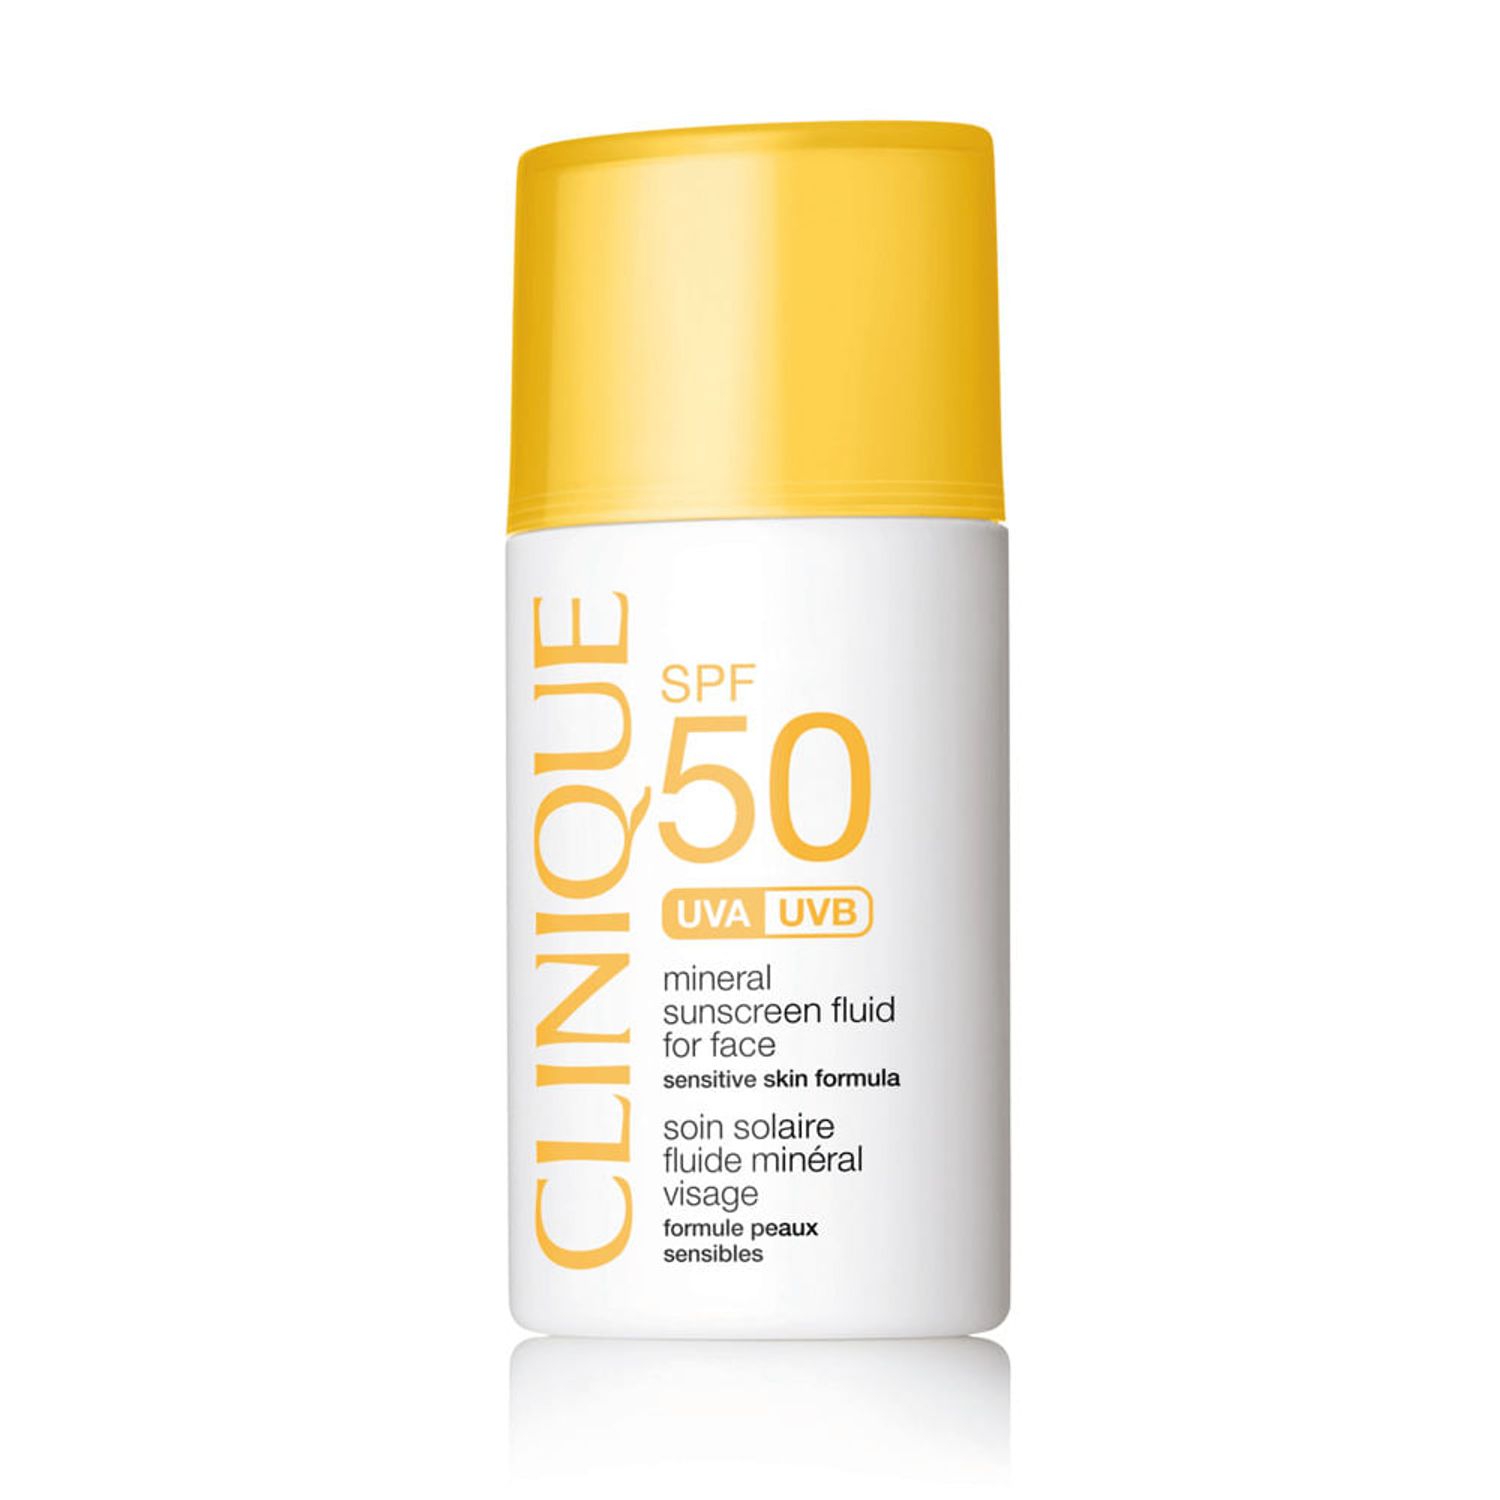 CLINIQUE
SPF
50
UVA UVB
mineral
sunscreen fluid
for face
sensitive skin formula
soin solaire
fluide minéral
visage
formule peaux
sensibles